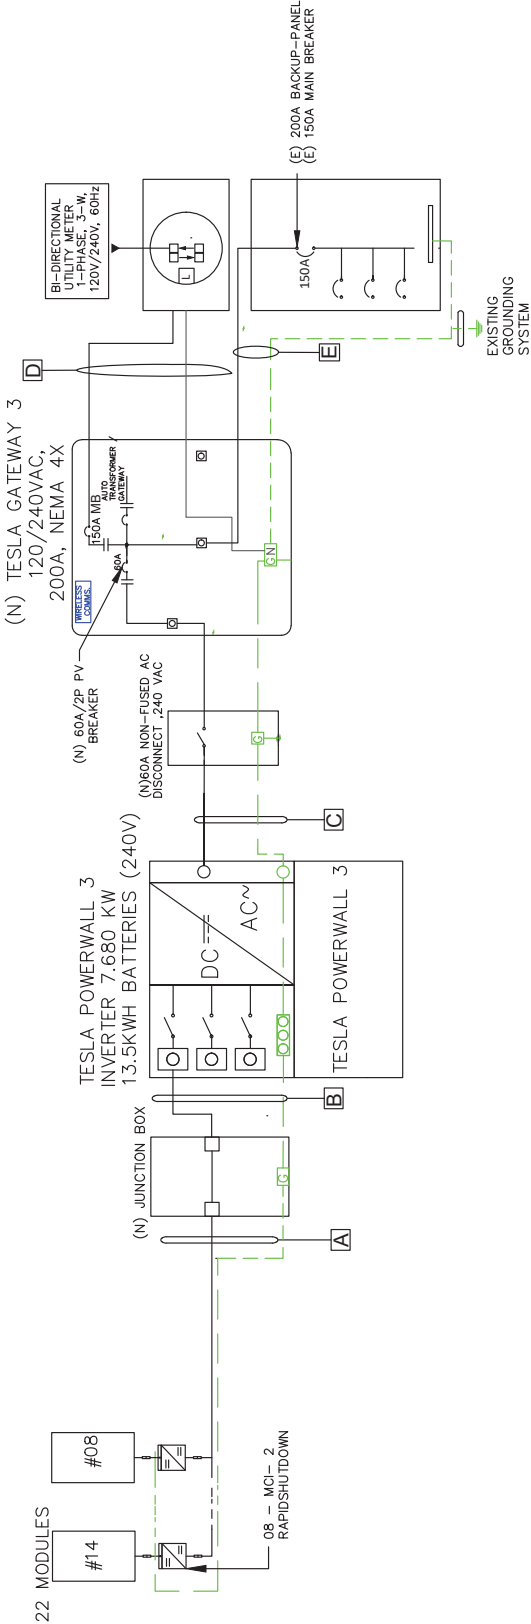 22 MODULES
#14
#08
08 - MCI- 2
RAPIDSHUTDOWN
A
(N) JUNCTION BOX
G
B
TESLA POWERWALL 3
INVERTER 7.680 KW
13.5KWH BATTERIES (240V)
DC
AC~
TESLA POWERWALL 3
C
(N)60A NON-FUSED AC
DISCONNECT ,240 VAC
G
(N) 60A/2P PV
BREAKER
(N) TESLA GATEWAY 3
120/240VAC,
200A, NEMA 4X
WIRELESS
COMMS.
60A
150A MB
AUTO
TRANSFORMER
GATEWAY
GN
D
E
BI-DIRECTIONAL
UTILITY METER
1-PHASE, 3-W,
120V/240V, 60Hz
L
150A
(E) 200A BACKUP-PANEL
(E) 150A MAIN BREAKER
EXISTING
GROUNDING
SYSTEM